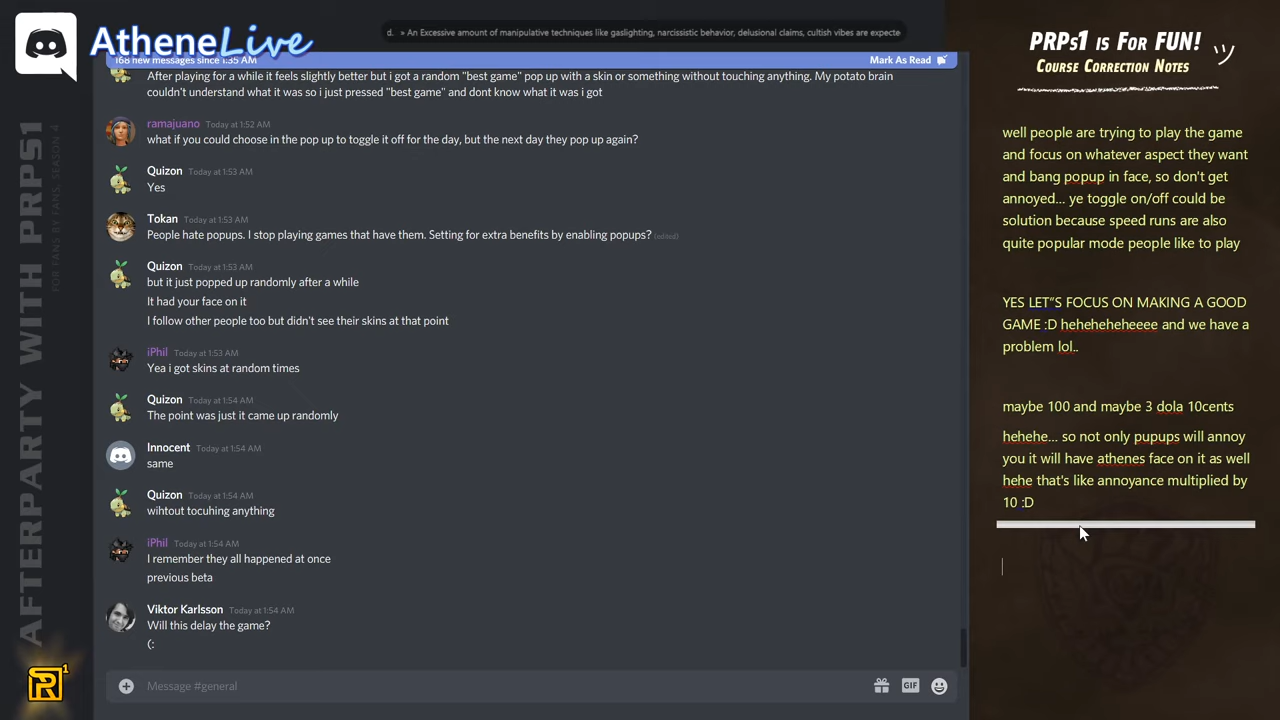 AtheneLive
d. » An Excessive amount of manipulative techniques like gaslighting, narcissistic behavior, delusional claims, cultish vibes are expecte
168 new messages since 1:35 AM
Mark As Read
After playing for a while it feels slightly better but i got a random "best game" pop up with a skin or something without touching anything. My potato brain
couldn't understand what it was so i just pressed "best game" and dont know what it was i got
ramajuano Today at 1:52 AM
what if you could choose in the pop up to toggle it off for the day, but the next day they pop up again?
Quizon Today at 1:53 AM
Yes
Tokan Today at 1:53 AM
People hate popups. I stop playing games that have them. Setting for extra benefits by enabling popups? (edited)
Quizon Today at 1:53 AM
but it just popped up randomly after a while
It had your face on it
I follow other people too but didn't see their skins at that point
iPhil Today at 1:53 AM
Yea i got skins at random times
Quizon Today at 1:54 AM
The point was just it came up randomly
Innocent Today at 1:54 AM
same
Quizon Today at 1:54 AM
wihtout tocuhing anything
iPhil Today at 1:54 AM
I remember they all happened at once
previous beta
Viktor Karlsson Today at 1:54 AM
Will this delay the game?
(:
Message #general
GIF
AFTERPARTY WITH PRPS1
FOR FANS BY FANS, SEASON 4
R1
PRPs1 is For FUN! ツ
Course Correction Notes
well people are trying to play the game
and focus on whatever aspect they want
and bang popup in face, so don't get
annoyed... ye toggle on/off could be
solution because speed runs are also
quite popular mode people like to play
YES LET"S FOCUS ON MAKING A GOOD
GAME :D heheheheheeee and we have a
problem lol..
maybe 100 and maybe 3 dola 10cents
hehehe... so not only pupups will annoy
you it will have athenes face on it as well
hehe that's like annoyance multiplied by
10 :D